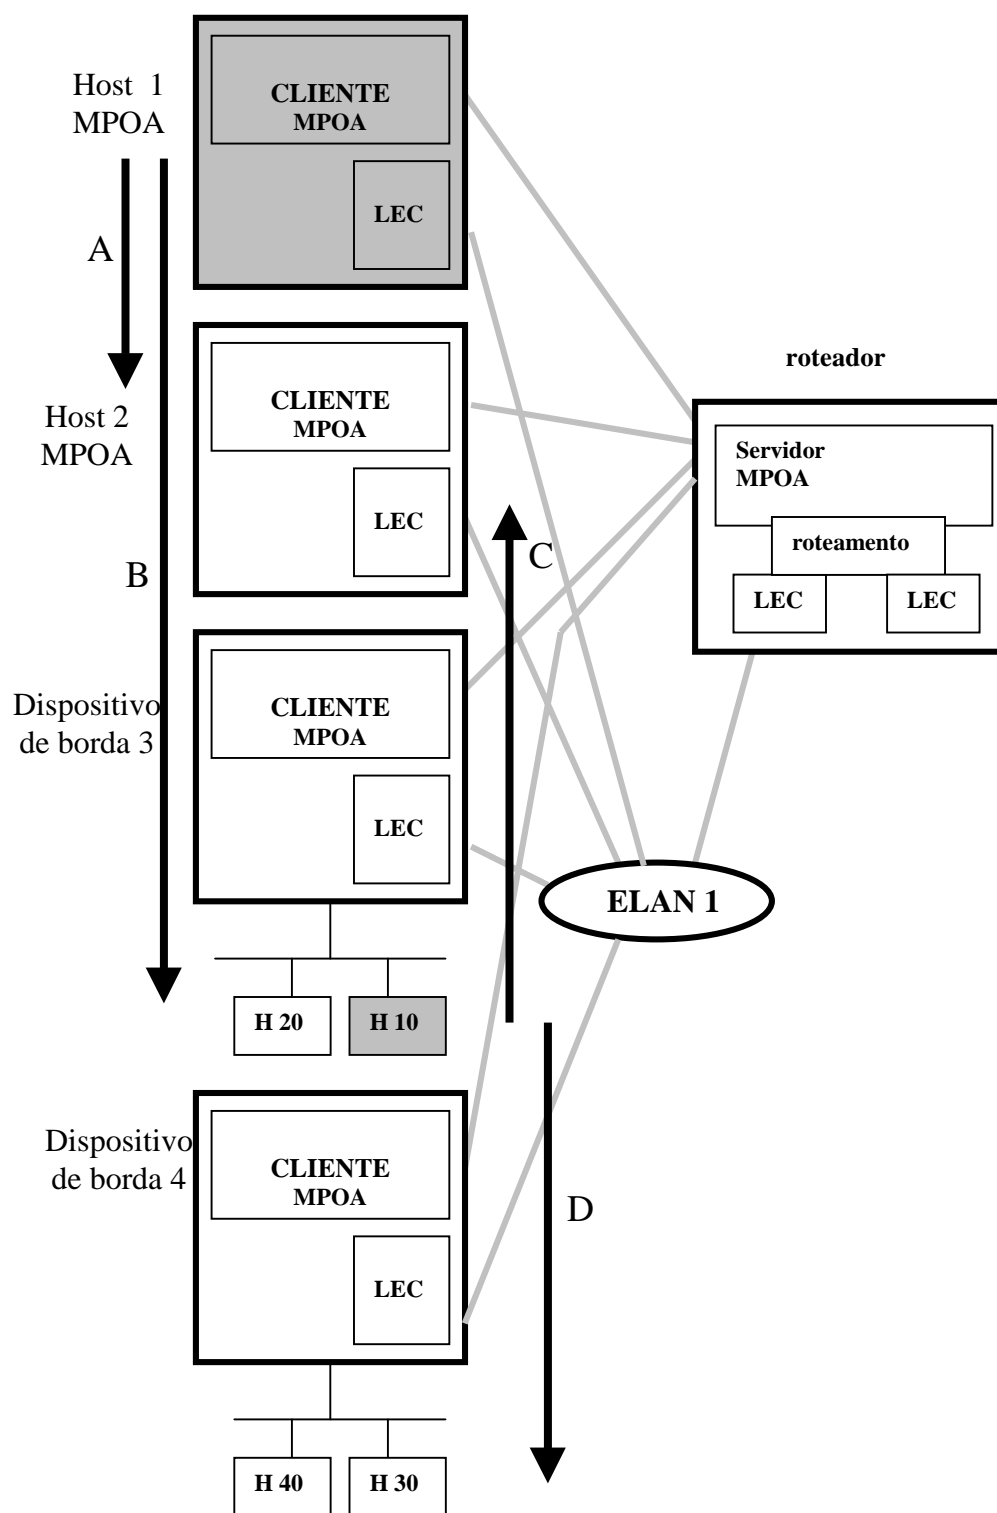 Host 1
MPOA
CLIENTE
MPOA
LEC
A
Host 2
MPOA
CLIENTE
MPOA
LEC
roteador
Servidor
MPOA
roteamento
LEC
LEC
B
C
Dispositivo
de borda 3
CLIENTE
MPOA
LEC
ELAN 1
H 20
H 10
Dispositivo
de borda 4
CLIENTE
MPOA
LEC
D
H 40
H 30